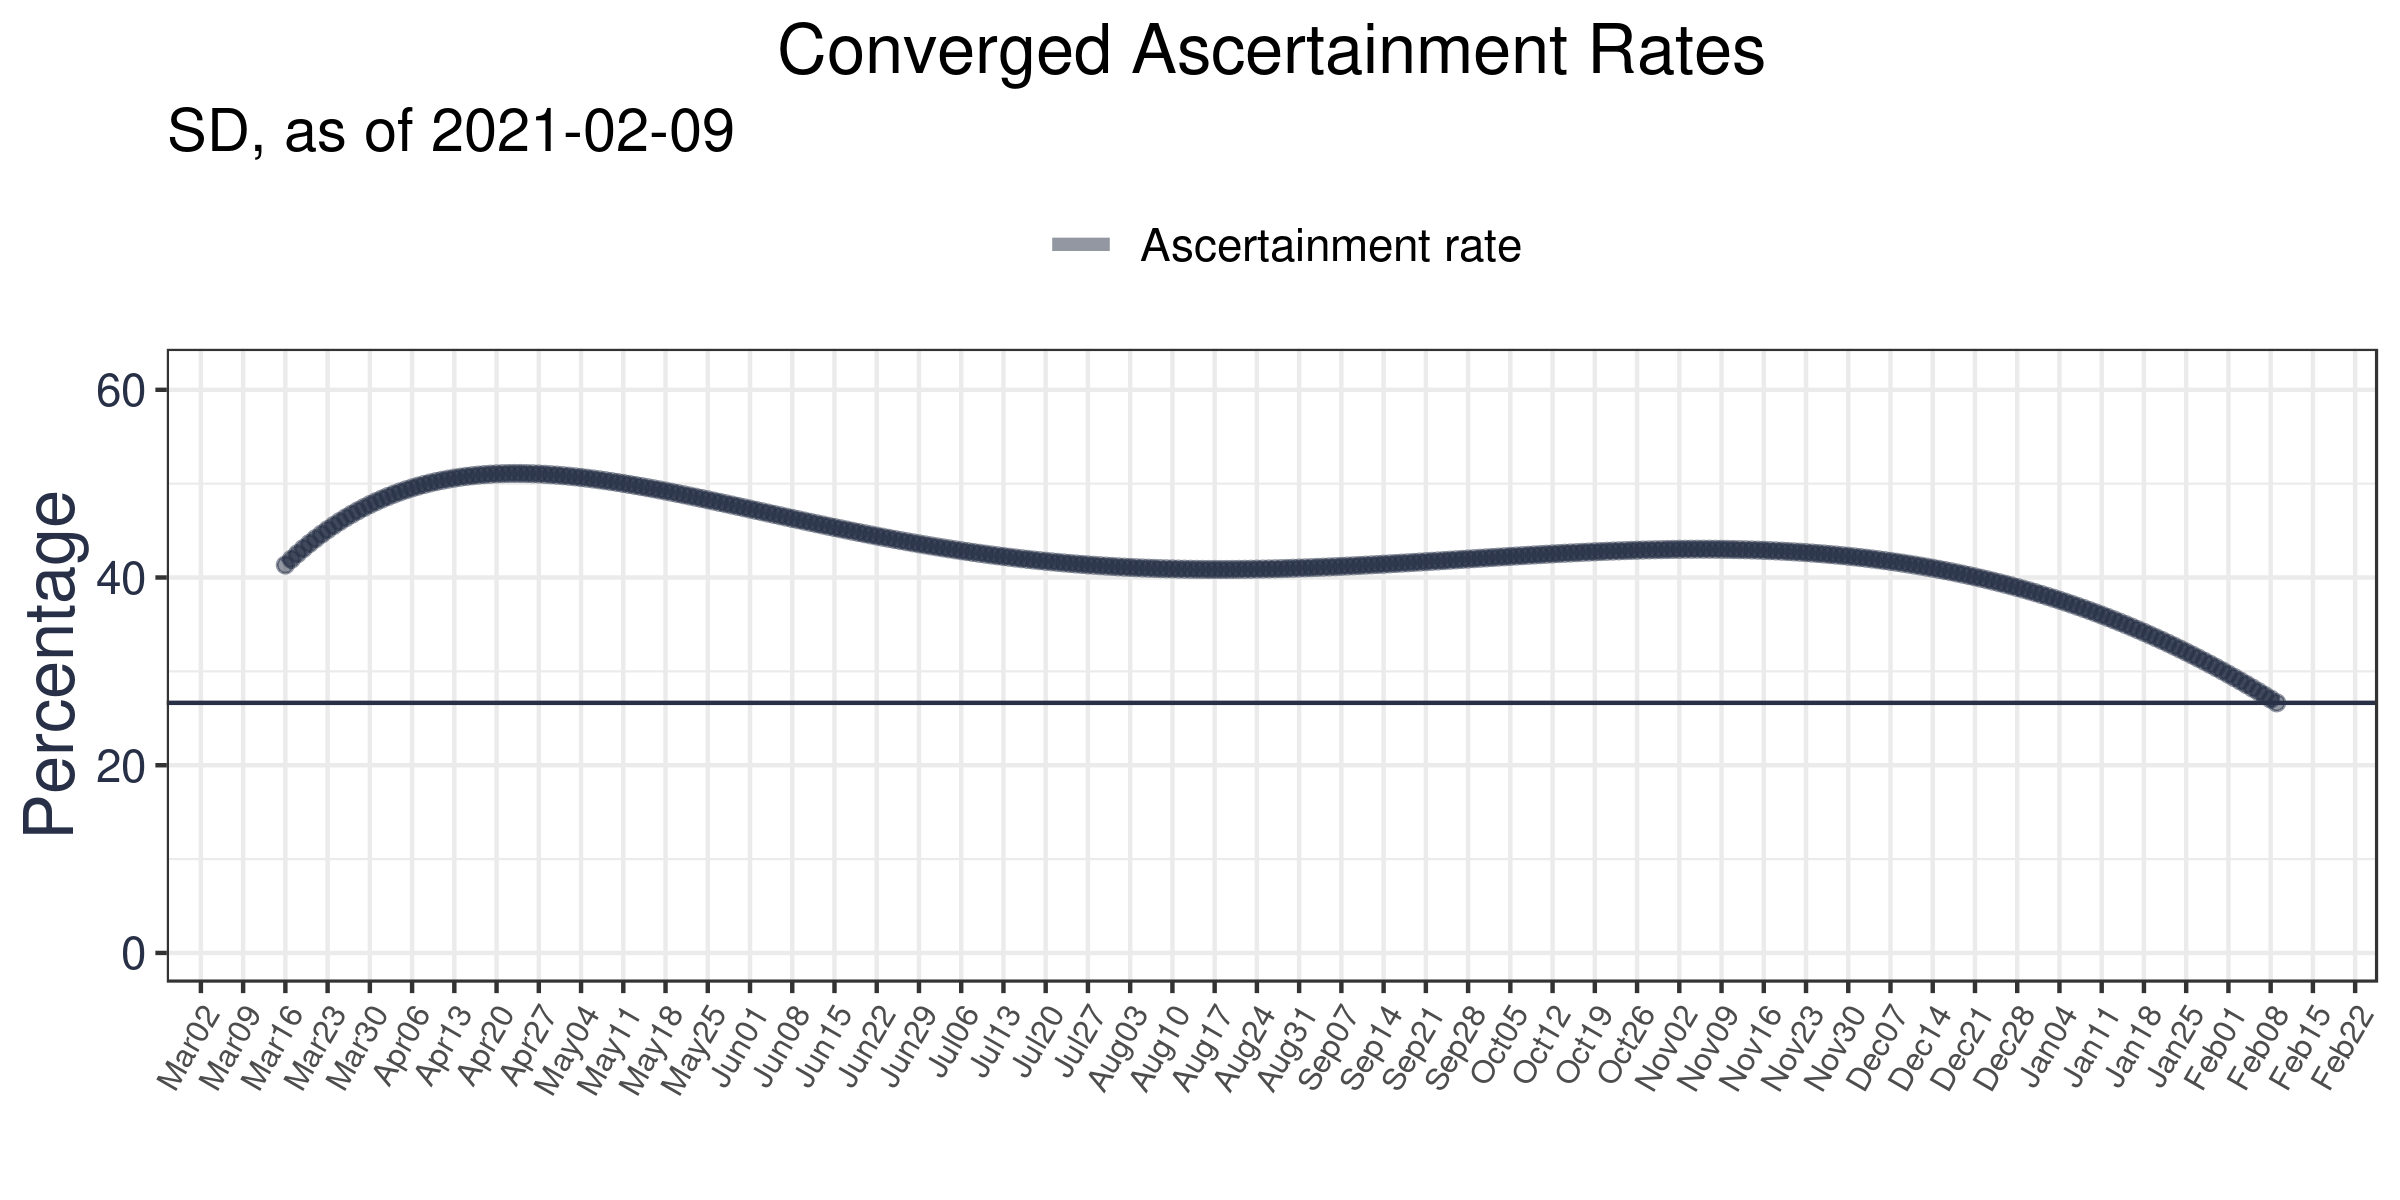 Converged Ascertainment Rates
SD, as of 2021-02-09
Ascertainment rate
Percentage
60
40
20
0
Mar02
Mar09
Mar16
Mar23
Mar30
Apr06
Apr13
Apr20
Apr27
May04
May11
May18
May25
Jun01
Jun08
Jun15
Jun22
Jun29
Jul06
Jul13
Jul20
Jul27
Aug03
Aug10
Aug17
Aug24
Aug31
Sep07
Sep14
Sep21
Sep28
Oct05
Oct12
Oct19
Oct26
Nov02
Nov09
Nov16
Nov23
Nov30
Dec07
Dec14
Dec21
Dec28
Jan04
Jan11
Jan18
Jan25
Feb01
Feb08
Feb15
Feb22